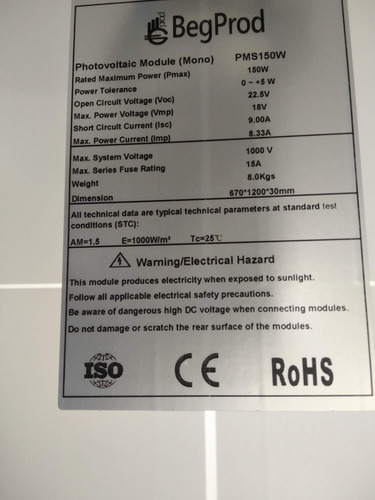 BegProd
Photovoltaic Module (Mono) PMS150W
Rated Maximum Power (Pmax) 150W
Power Tolerance 0 ~ +5 W
Open Circuit Voltage (Voc) 22.5V
Max. Power Voltage (Vmp) 18V
Short Circuit Current (Isc) 9.00A
Max. Power Current (Imp) 8.33A
Max. System Voltage 1000 V
Max. Series Fuse Rating 15A
Weight 8.0Kgs
Dimension 670*1200*30mm
All technical data are typical technical parameters at standard test
conditions (STC):
AM=1.5 E=1000W/m² Tc=25℃
Warning/Electrical Hazard
This module produces electricity when exposed to sunlight.
Follow all applicable electrical safety precautions.
Be aware of dangerous high DC voltage when connecting modules.
Do not damage or scratch the rear surface of the modules.
ISO CE RoHS